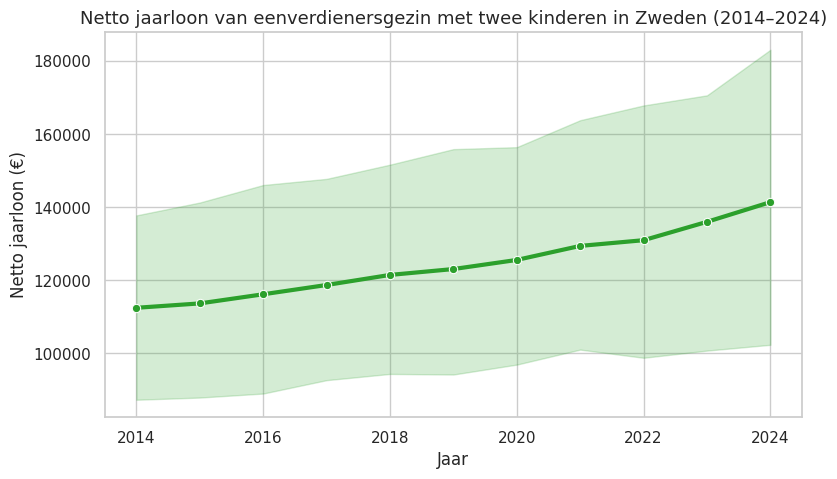 Netto jaarloon van eenverdienersgezin met twee kinderen in Zweden (2014–2024)
Netto jaarloon (€)
180000
160000
140000
120000
100000
2014 2016 2018 2020 2022 2024
Jaar